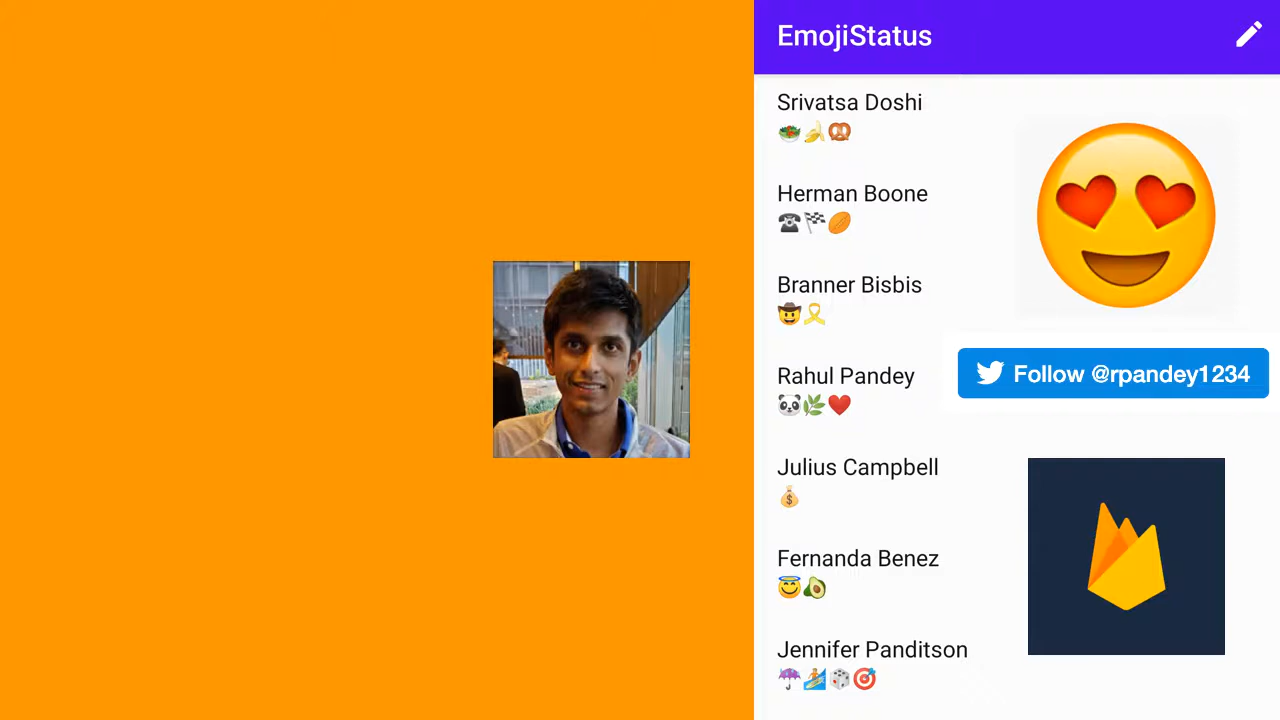 EmojiStatus
Srivatsa Doshi
🥗🍌🥨
Herman Boone
☎🏁🏉
Branner Bisbis
🤠🎗
Rahul Pandey
🐼🌿❤️
Follow @rpandey1234
Julius Campbell
💰
Fernanda Benez
😇🥑
Jennifer Panditson
☂🏄🎲🎯